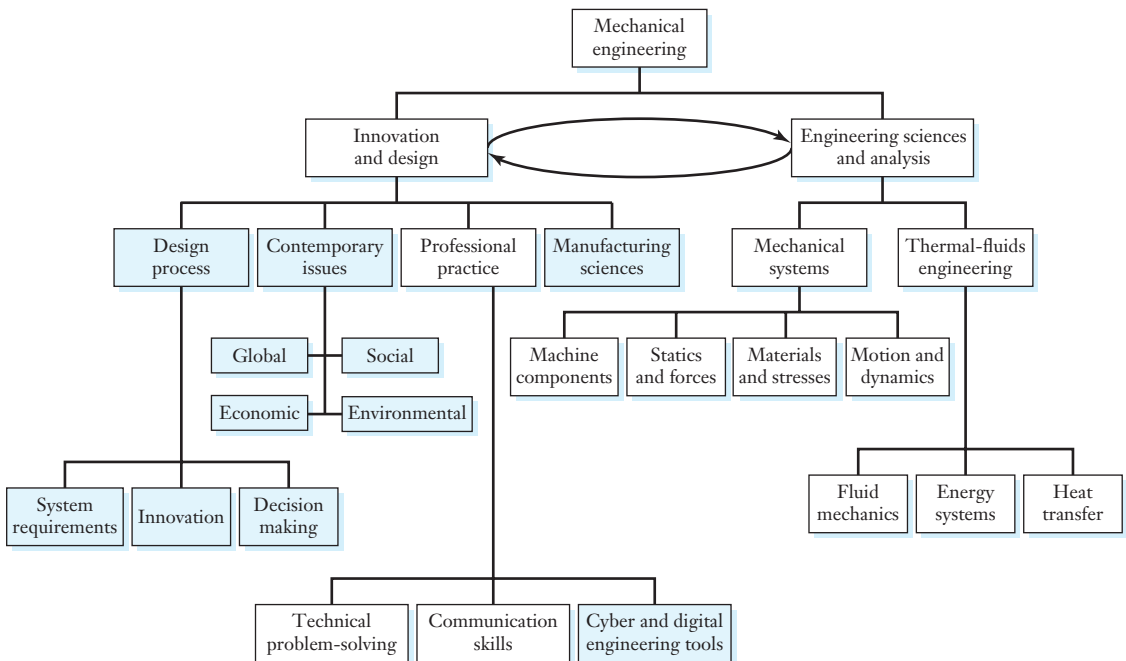 Mechanical
engineering
Innovation
and design
Engineering sciences
and analysis
Design
process
Contemporary
issues
Professional
practice
Manufacturing
sciences
Mechanical
systems
Thermal-fluids
engineering
Global
Social
Economic
Environmental
Machine
components
Statics
and forces
Materials
and stresses
Motion and
dynamics
System
requirements
Innovation
Decision
making
Fluid
mechanics
Energy
systems
Heat
transfer
Technical
problem-solving
Communication
skills
Cyber and digital
engineering tools